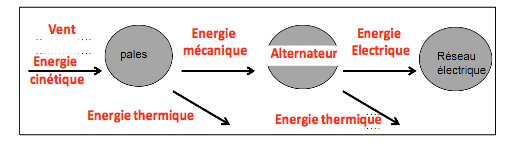 Vent
Energie
cinétique
pales
Energie
mécanique
Energie thermique
Alternateur
Energie
Electrique
Energie thermique
Réseau
électrique